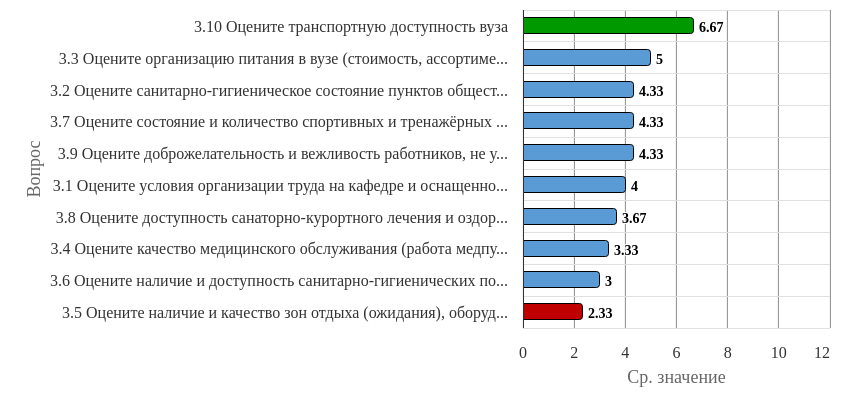 3.10 Оцените транспортную доступность вуза
6.67
3.3 Оцените организацию питания в вузе (стоимость, ассортиме...
5
3.2 Оцените санитарно-гигиеническое состояние пунктов общест...
4.33
3.7 Оцените состояние и количество спортивных и тренажёрных ...
4.33
3.9 Оцените доброжелательность и вежливость работников, не у...
4.33
3.1 Оцените условия организации труда на кафедре и оснащенно...
4
3.8 Оцените доступность санаторно-курортного лечения и оздор...
3.67
3.4 Оцените качество медицинского обслуживания (работа медпу...
3.33
3.6 Оцените наличие и доступность санитарно-гигиенических по...
3
3.5 Оцените наличие и качество зон отдыха (ожидания), оборуд...
2.33
Вопрос
0 2 4 6 8 10 12
Ср. значение